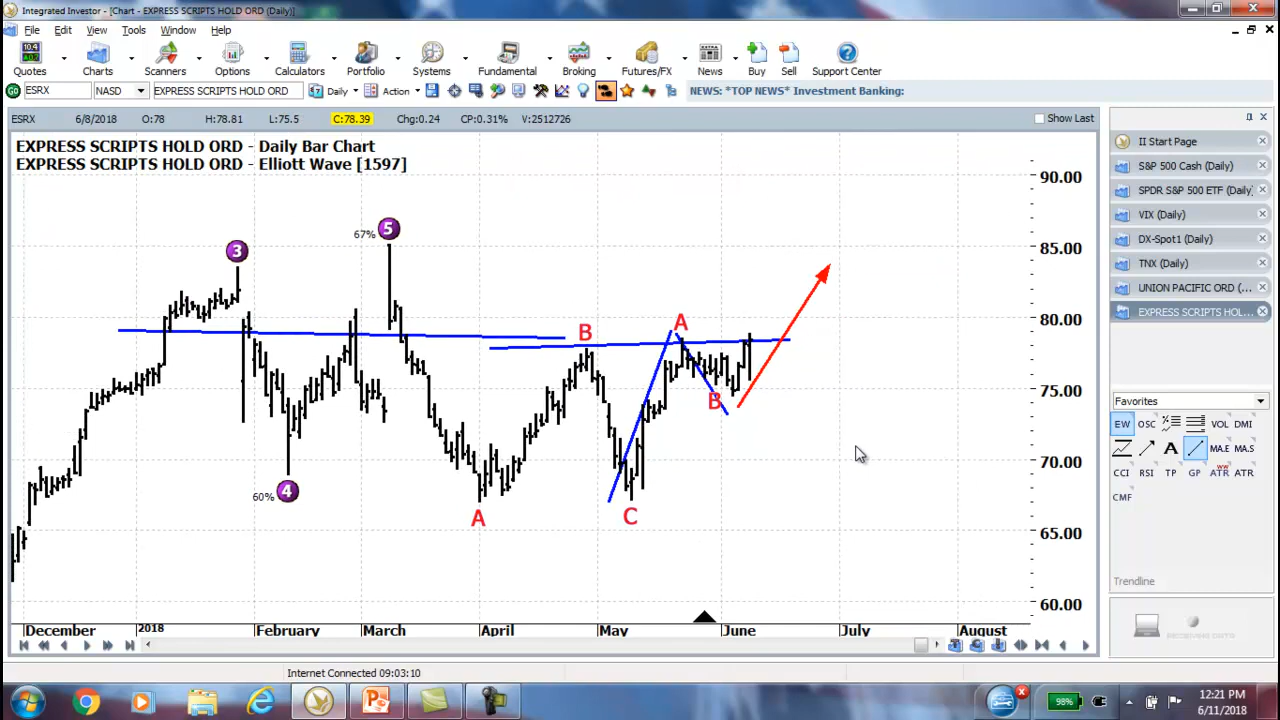 Integrated Investor - [Chart - EXPRESS SCRIPTS HOLD ORD (Daily)]
File Edit View Tools Window Help
10.4
Quotes Charts Scanners Options Calculators Portfolio Systems Fundamental Broking Futures/FX News Buy Sell Support Center
GO ESRX NASD EXPRESS SCRIPTS HOLD ORD Daily Action NEWS: *TOP NEWS* Investment Banking:
ESRX 6/8/2018 O:78 H:78.81 L:75.5 C:78.39 Chg:0.24 CP:0.31% V:2512726 Show Last
EXPRESS SCRIPTS HOLD ORD - Daily Bar Chart
EXPRESS SCRIPTS HOLD ORD - Elliott Wave [1597]
90.00
85.00
80.00
75.00
70.00
65.00
60.00
3
67% 5
60% 4
A
B
C
A
B
December 2018 February March April May June July August
II Start Page
S&P 500 Cash (Daily)
SPDR S&P 500 ETF (Daily)
VIX (Daily)
DX-Spot1 (Daily)
TNX (Daily)
UNION PACIFIC ORD (...
EXPRESS SCRIPTS HOL...
Favorites
EW OSC VOL DMI
A MA.E MA.S
CCI RSI TP GP ATR ATR
CMF
Trendline
RECEIVING DATA
Internet Connected 09:03:10
98%
12:21 PM
6/11/2018